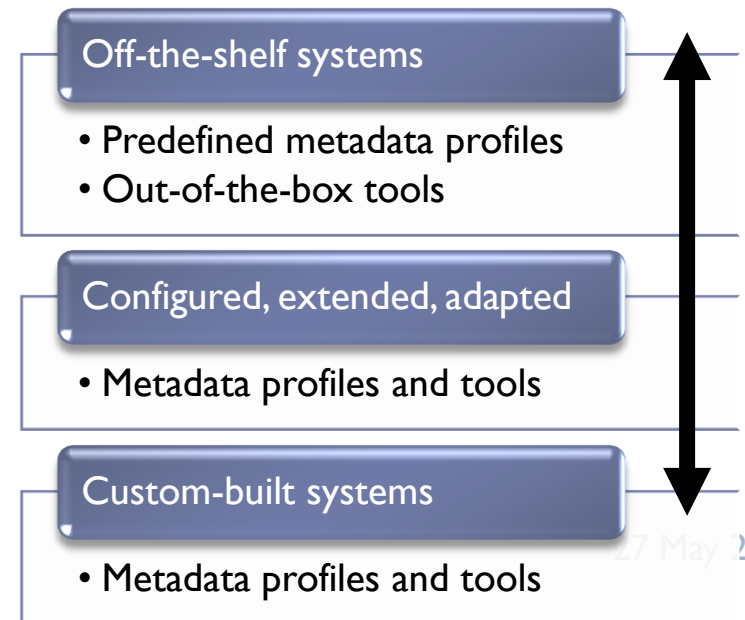 Off-the-shelf systems
• Predefined metadata profiles
• Out-of-the-box tools
Configured, extended, adapted
• Metadata profiles and tools
Custom-built systems
27 May 2
• Metadata profiles and tools